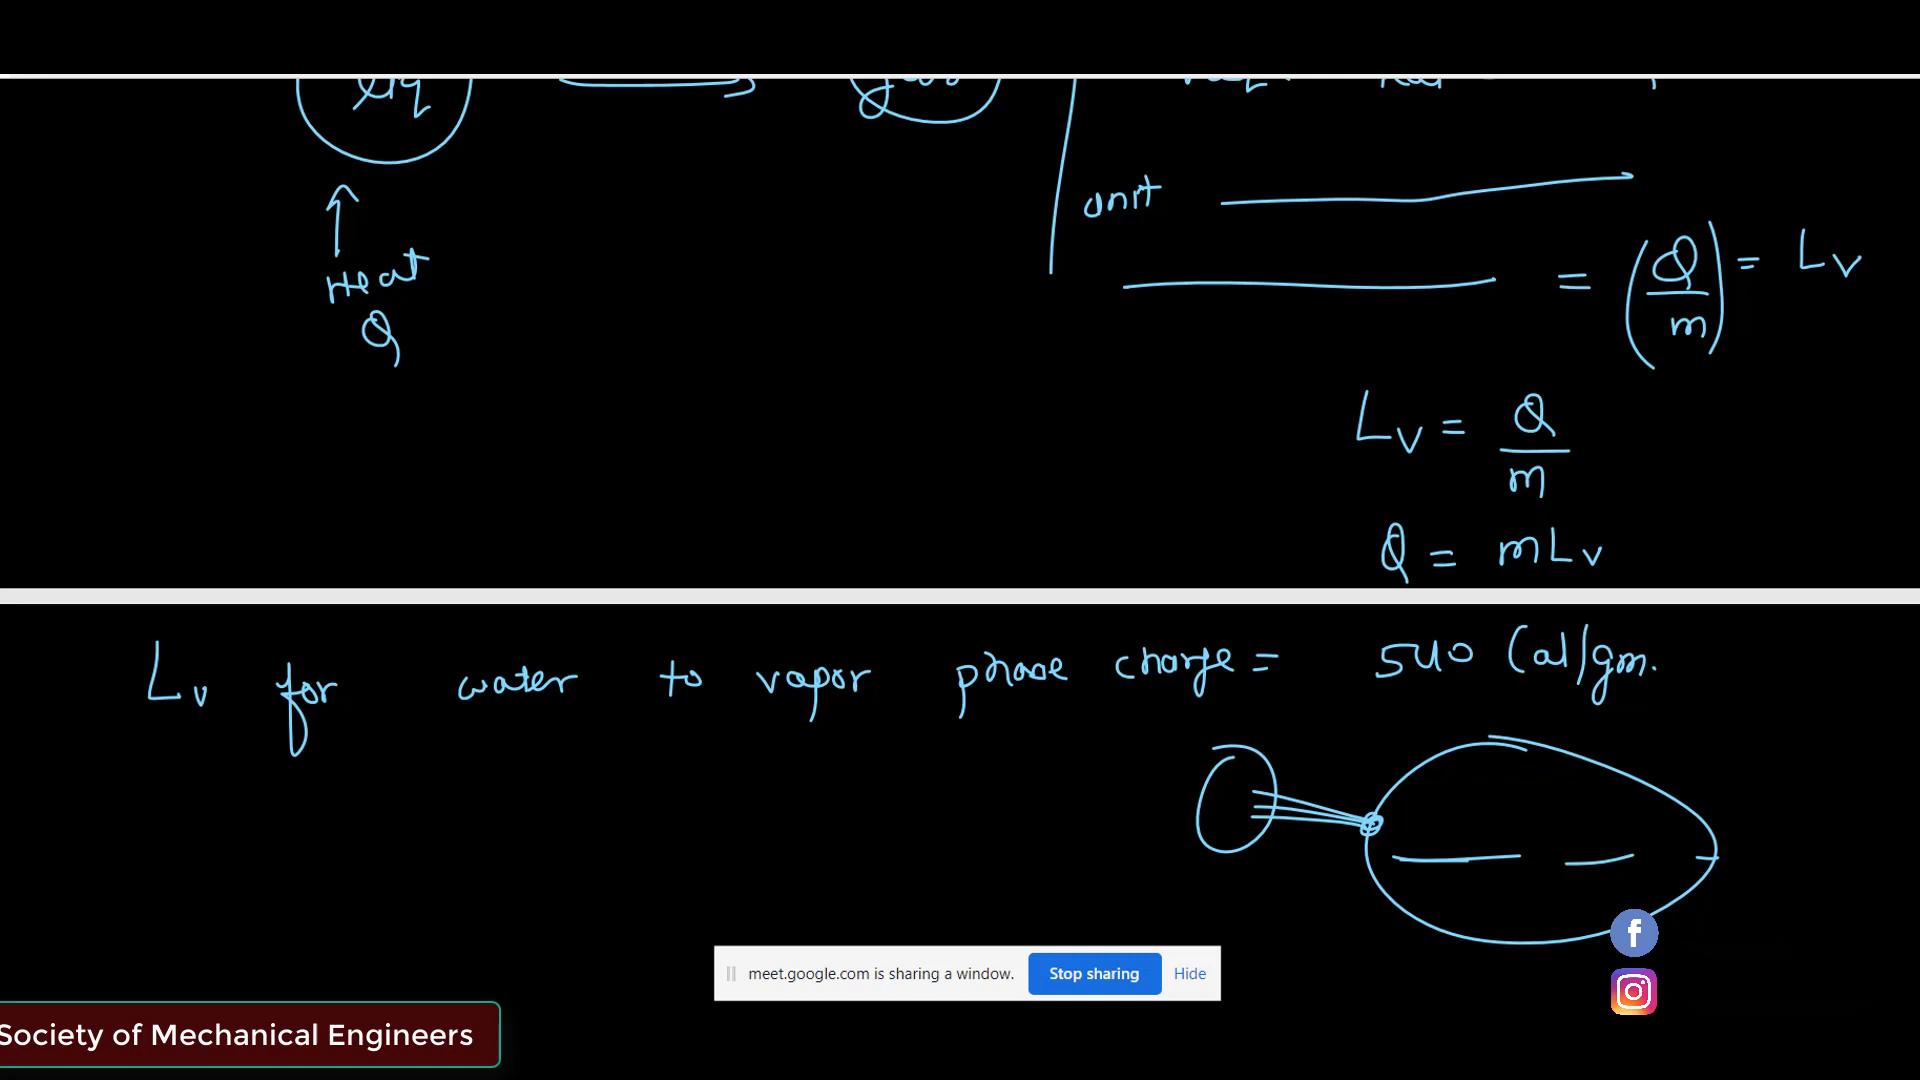 liq
unit
Heat
Q
= (Q/m) = Lv
Lv = Q/m
Q = mLv
Lv for water to vapor phase change = 540 Cal/gm.
meet.google.com is sharing a window. Stop sharing Hide
Society of Mechanical Engineers